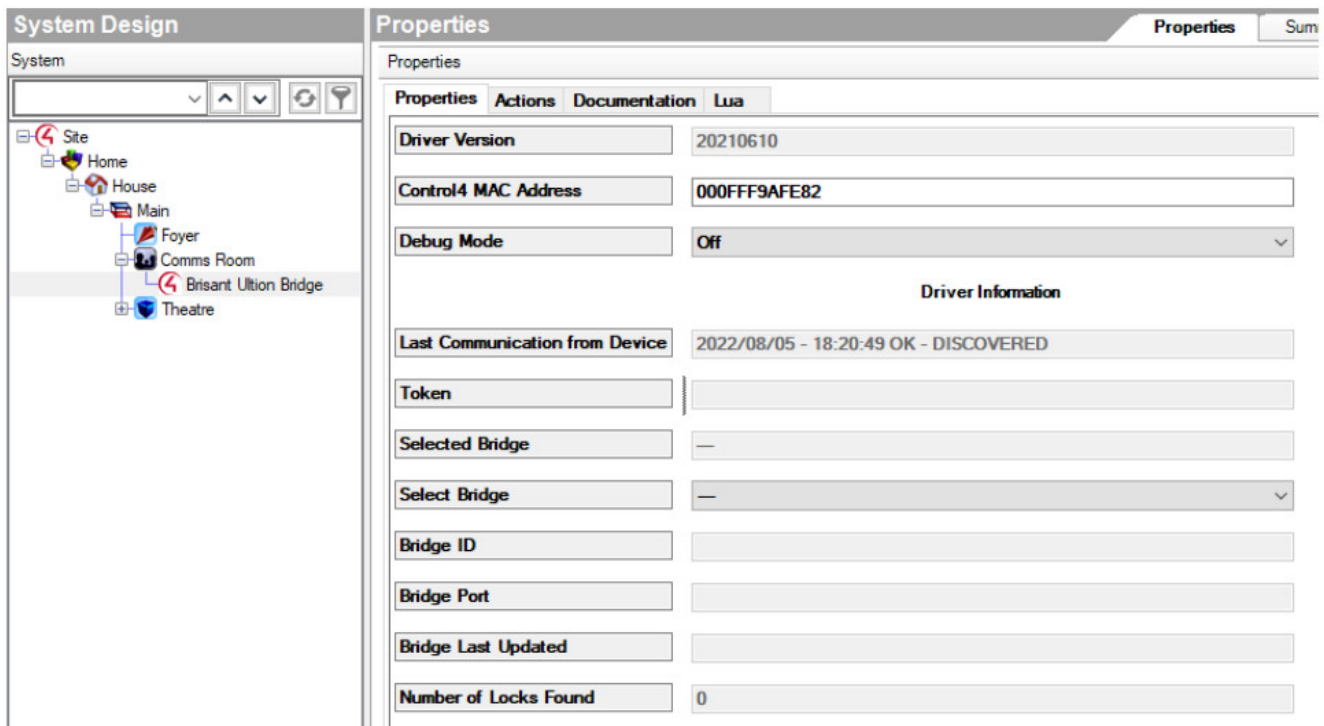 System Design
System
Site
Home
House
Main
Foyer
Comms Room
Brisant Ultion Bridge
Theatre
Properties
Properties
Properties
Properties Actions Documentation Lua
Driver Version 20210610
Control4 MAC Address 000FFF9AFE82
Debug Mode Off
Driver Information
Last Communication from Device 2022/08/05 - 18:20:49 OK - DISCOVERED
Token
Selected Bridge —
Select Bridge —
Bridge ID
Bridge Port
Bridge Last Updated
Number of Locks Found 0